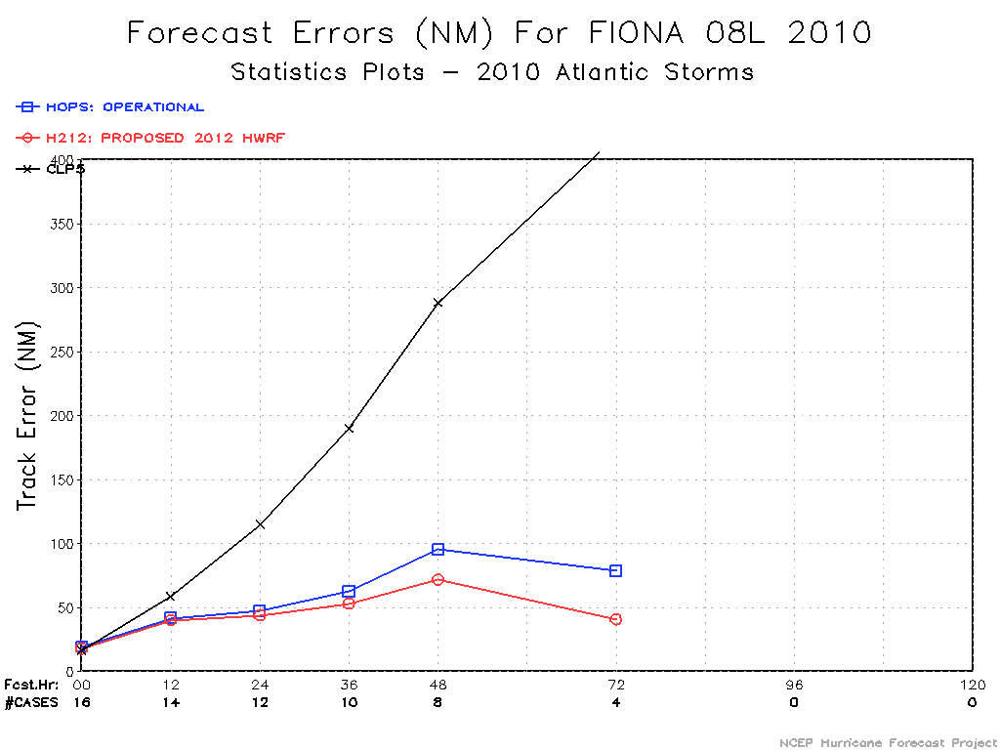 Forecast Errors (NM) For FIONA 08L 2010
Statistics Plots - 2010 Atlantic Storms
HOPS: OPERATIONAL
H212: PROPOSED 2012 HWRF
CLP5
400
350
300
250
200
150
100
50
0
Track Error (NM)
Fcst.Hr: 00 12 24 36 48 72 96 120
#CASES 16 14 12 10 8 4 0 0
NCEP Hurricane Forecast Project